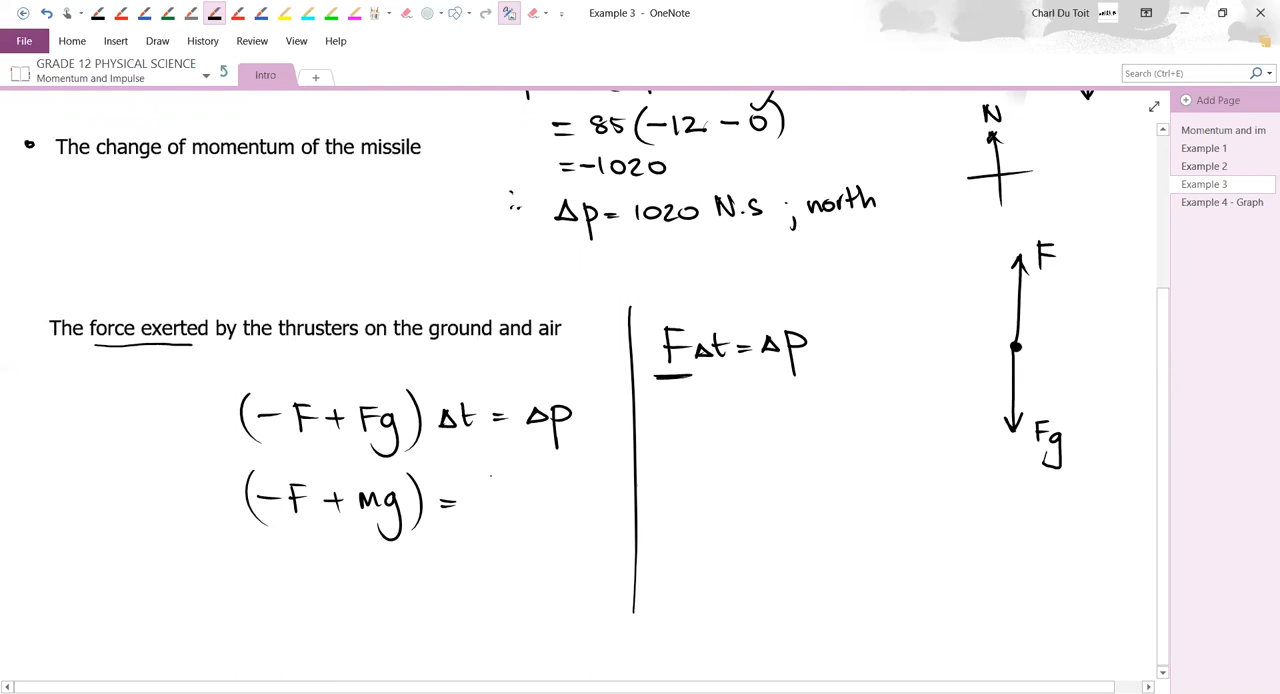 Example 3 - OneNote
Charl Du Toit
File Home Insert Draw History Review View Help
GRADE 12 PHYSICAL SCIENCE
Momentum and Impulse
Intro
+
Search (Ctrl+E)
Add Page
Momentum and im
Example 1
Example 2
Example 3
Example 4 - Graph
= 85(-12 - 0)
• The change of momentum of the missile
= -1020
∴ Δp = 1020 N.s ; north
N
F
Fg
The force exerted by the thrusters on the ground and air
FΔt = Δp
(-F + Fg) Δt = Δp
(-F + mg) =